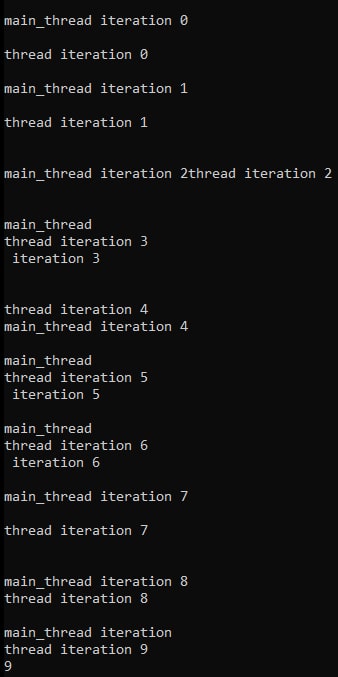 main_thread iteration 0
thread iteration 0
main_thread iteration 1
thread iteration 1
main_thread iteration 2thread iteration 2
main_thread
thread iteration 3
 iteration 3
thread iteration 4
main_thread iteration 4
main_thread
thread iteration 5
 iteration 5
main_thread
thread iteration 6
 iteration 6
main_thread iteration 7
thread iteration 7
main_thread iteration 8
thread iteration 8
main_thread iteration
thread iteration 9
9